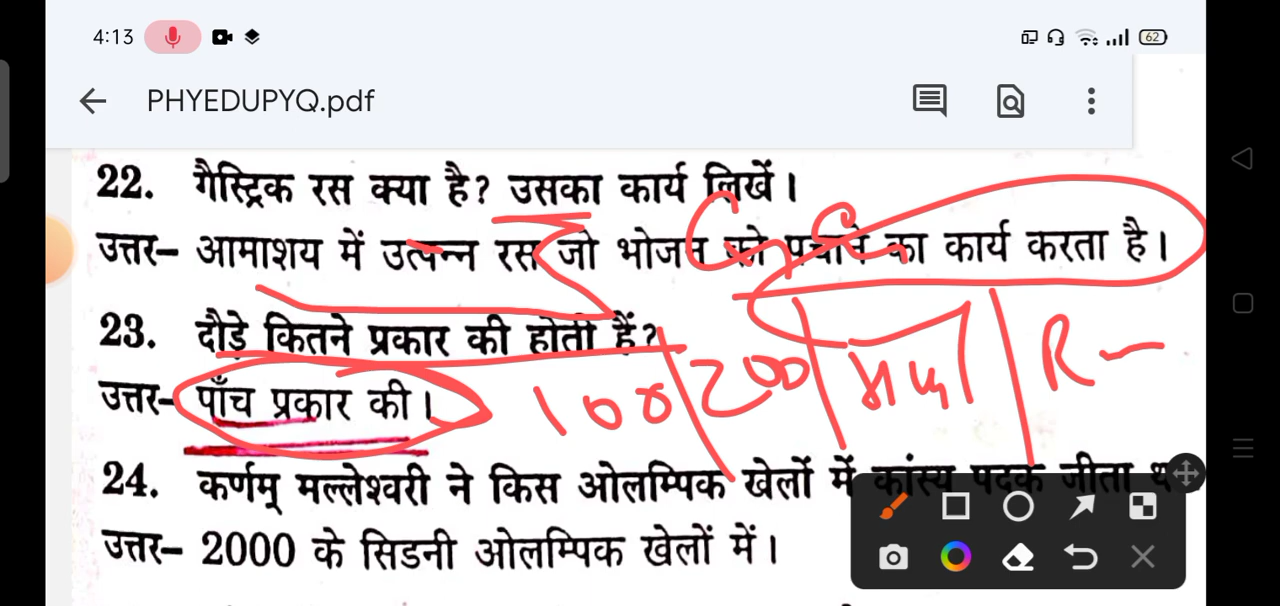 4:13 62
PHYEDUPYQ.pdf
22. गैस्ट्रिक रस क्या है? उसका कार्य लिखें।
उत्तर– आमाशय में उत्पन्न रस जो भोजन को पचाने का कार्य करता है।
23. दौड़े कितने प्रकार की होती हैं?
उत्तर– पाँच प्रकार की। 100 200 R
24. कर्णम् मल्लेश्वरी ने किस ओलम्पिक खेलों में कांस्य पदक जीता
उत्तर– 2000 के सिडनी ओलम्पिक खेलों में।